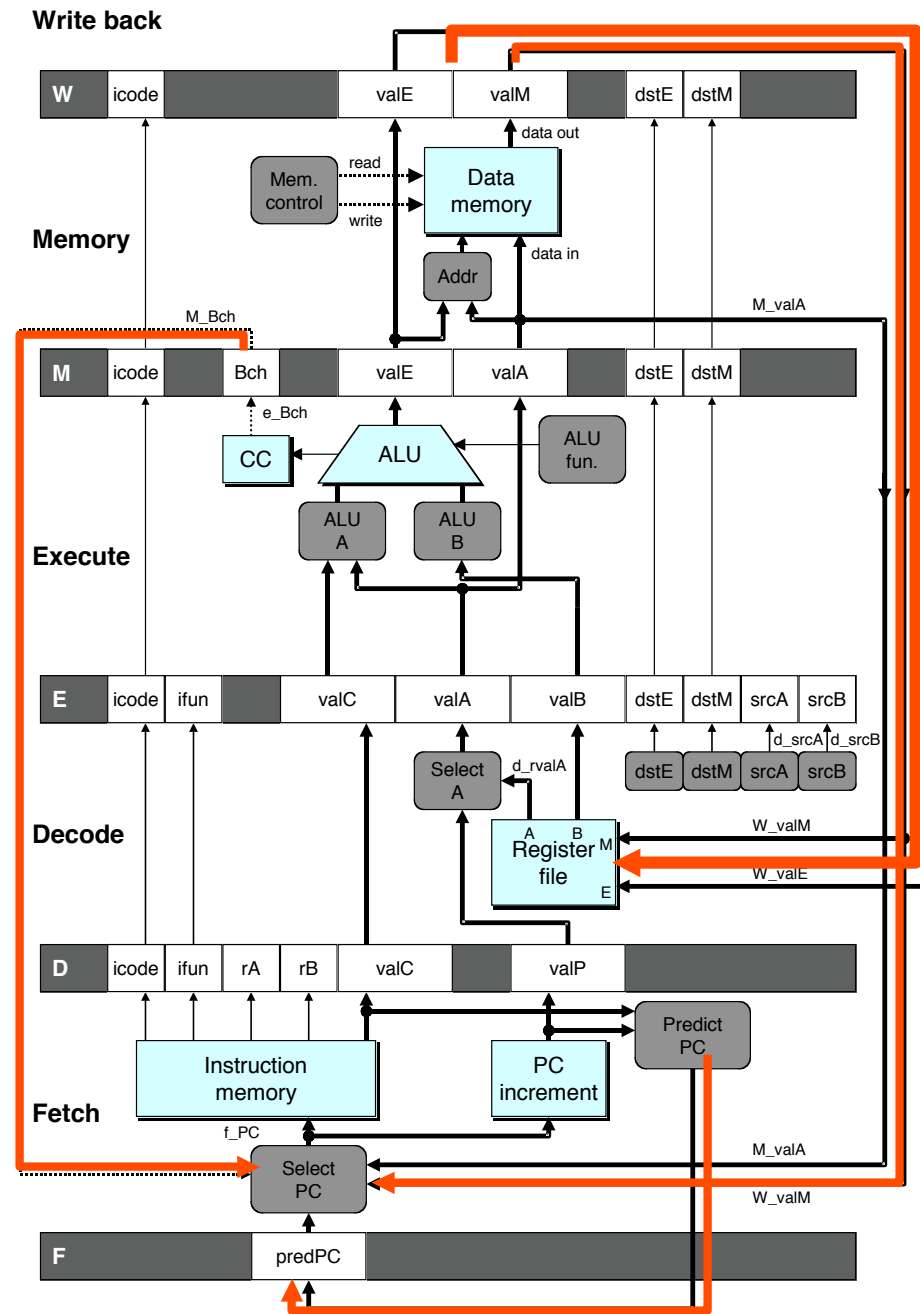 Write back
W icode valE valM dstE dstM
data out
read
Mem.
control
Data
memory
write
Memory
data in
Addr
M_Bch
M_valA
M icode Bch valE valA dstE dstM
e_Bch
CC
ALU
ALU
fun.
ALU
A
ALU
B
Execute
E icode ifun valC valA valB dstE dstM srcA srcB
d_srcA d_srcB
Select
A
d_rvalA
dstE dstM srcA srcB
Decode
A B
M
Register
file
E
W_valM
W_valE
D icode ifun rA rB valC valP
Predict
PC
Instruction
memory
PC
increment
Fetch
f_PC
Select
PC
M_valA
W_valM
F predPC